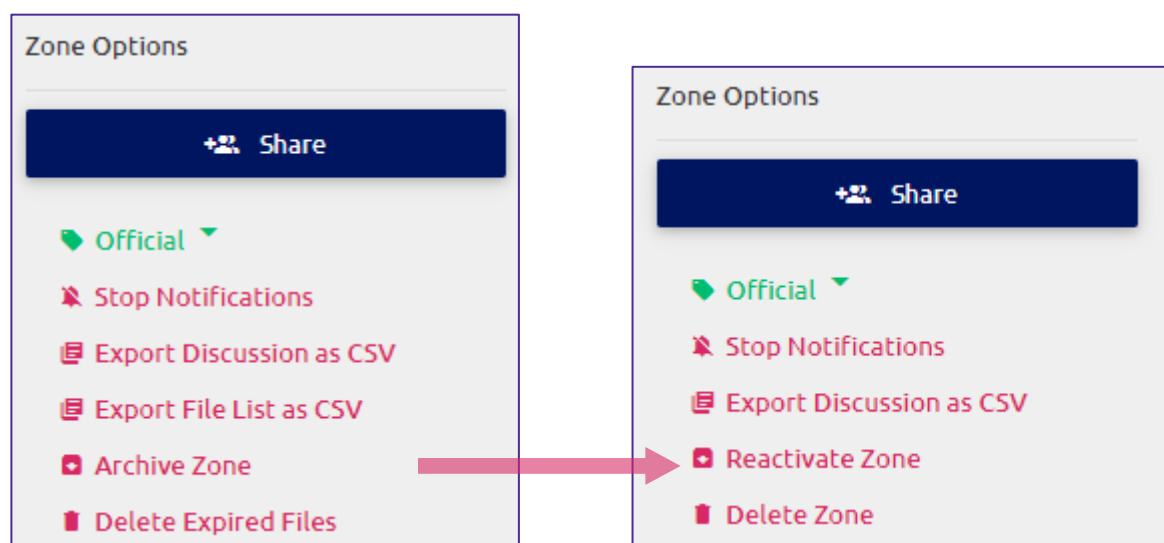 Zone Options
Share
Official
Stop Notifications
Export Discussion as CSV
Export File List as CSV
Archive Zone
Delete Expired Files
Zone Options
Share
Official
Stop Notifications
Export Discussion as CSV
Reactivate Zone
Delete Zone